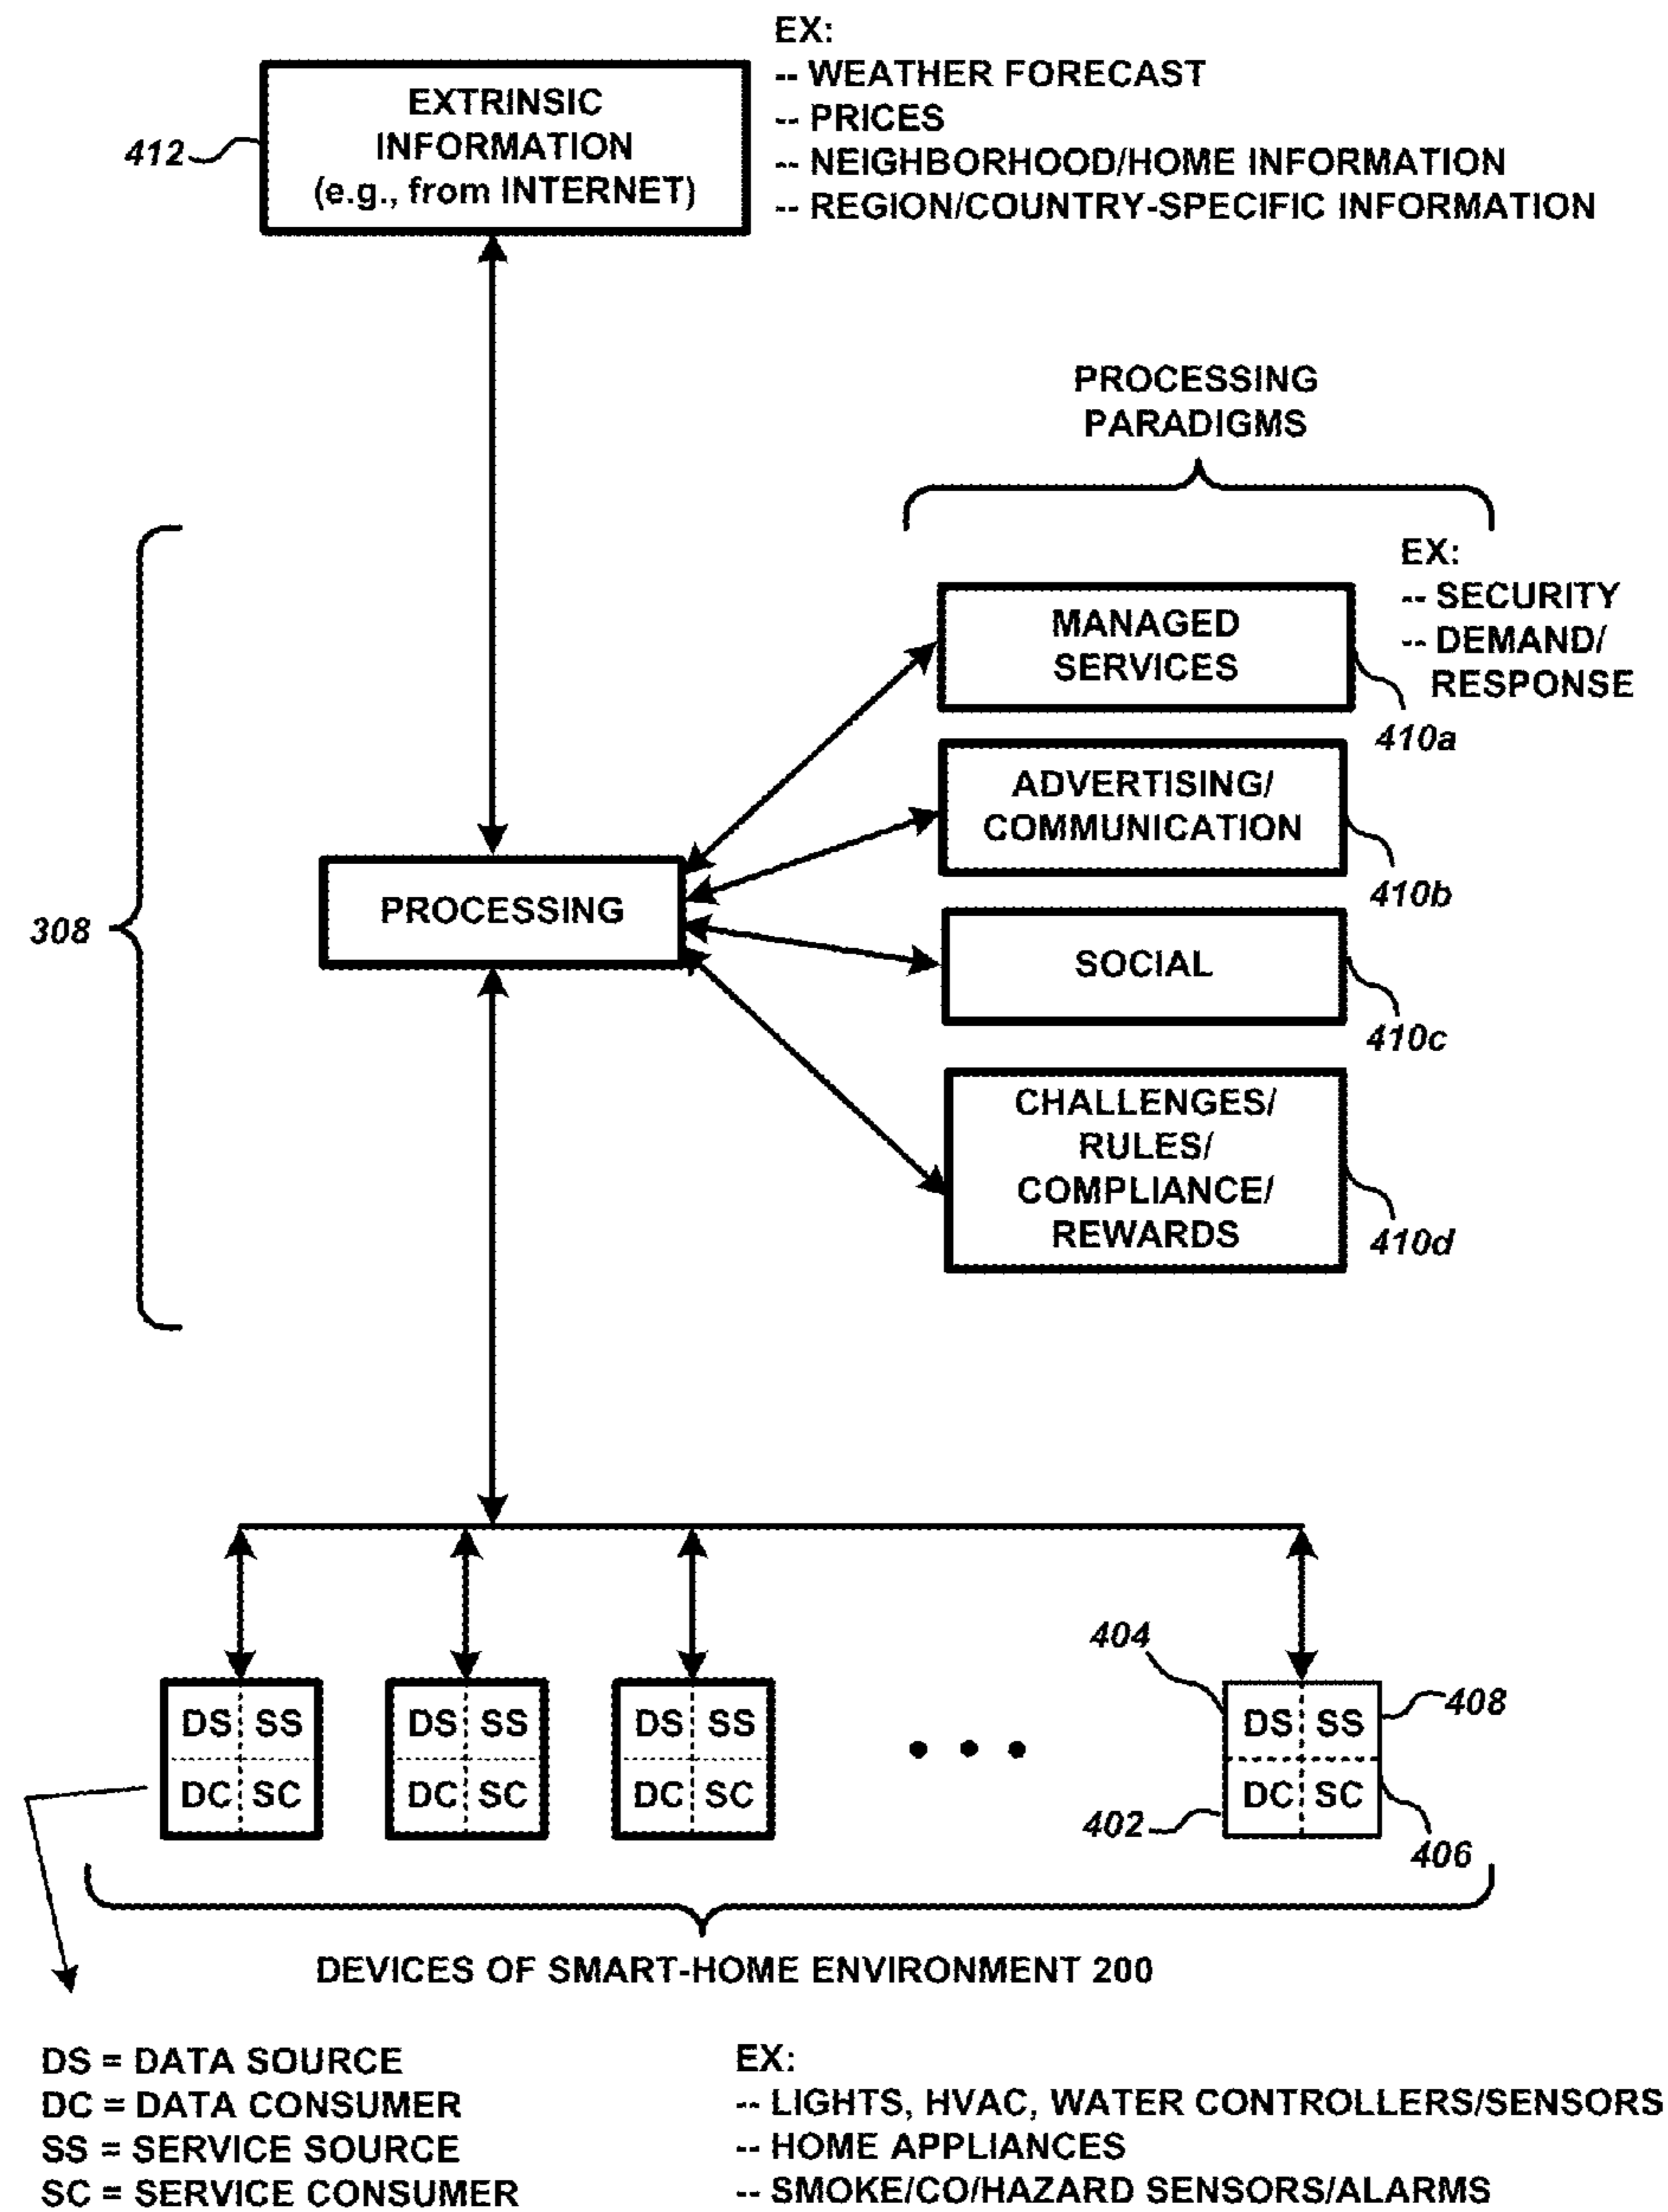 EX:
-- WEATHER FORECAST
-- PRICES
-- NEIGHBORHOOD/HOME INFORMATION
-- REGION/COUNTRY-SPECIFIC INFORMATION
EXTRINSIC
INFORMATION
(e.g., from INTERNET)
412
PROCESSING
PARADIGMS
EX:
-- SECURITY
-- DEMAND/
RESPONSE
MANAGED
SERVICES
410a
ADVERTISING/
COMMUNICATION
410b
PROCESSING
308
SOCIAL
410c
CHALLENGES/
RULES/
COMPLIANCE/
REWARDS
410d
404
408
DS SS
DC SC
DS SS
DC SC
DS SS
DC SC
DS SS
DC SC
402
406
DEVICES OF SMART-HOME ENVIRONMENT 200
DS = DATA SOURCE
DC = DATA CONSUMER
SS = SERVICE SOURCE
SC = SERVICE CONSUMER
EX:
-- LIGHTS, HVAC, WATER CONTROLLERS/SENSORS
-- HOME APPLIANCES
-- SMOKE/CO/HAZARD SENSORS/ALARMS